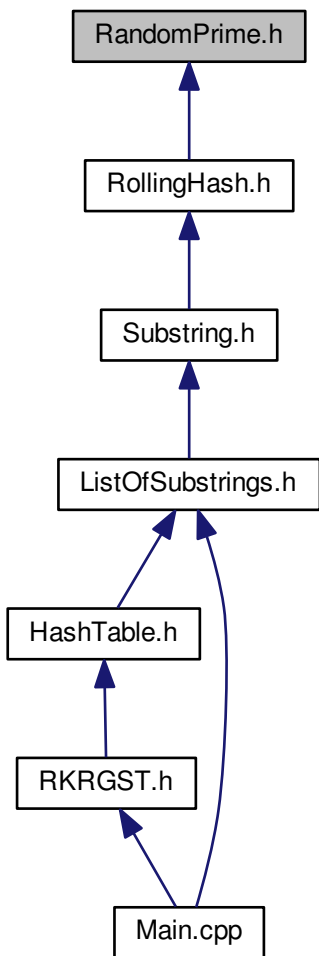 RandomPrime.h
RollingHash.h
Substring.h
ListOfSubstrings.h
HashTable.h
RKRGST.h
Main.cpp